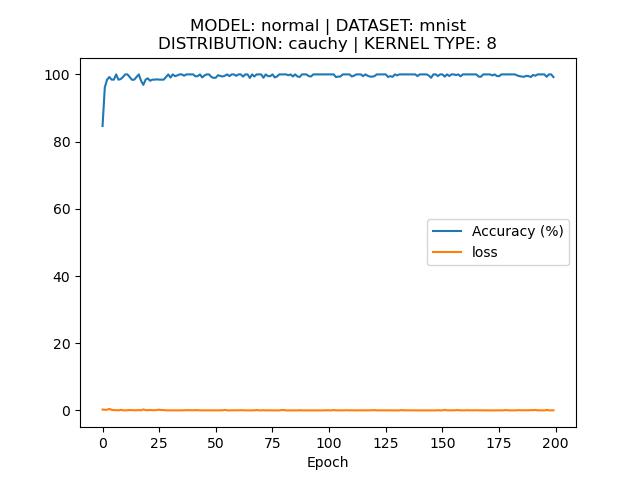 MODEL: normal | DATASET: mnist
DISTRIBUTION: cauchy | KERNEL TYPE: 8
100
80
60
40
20
0
Accuracy (%)
loss
0 25 50 75 100 125 150 175 200
Epoch